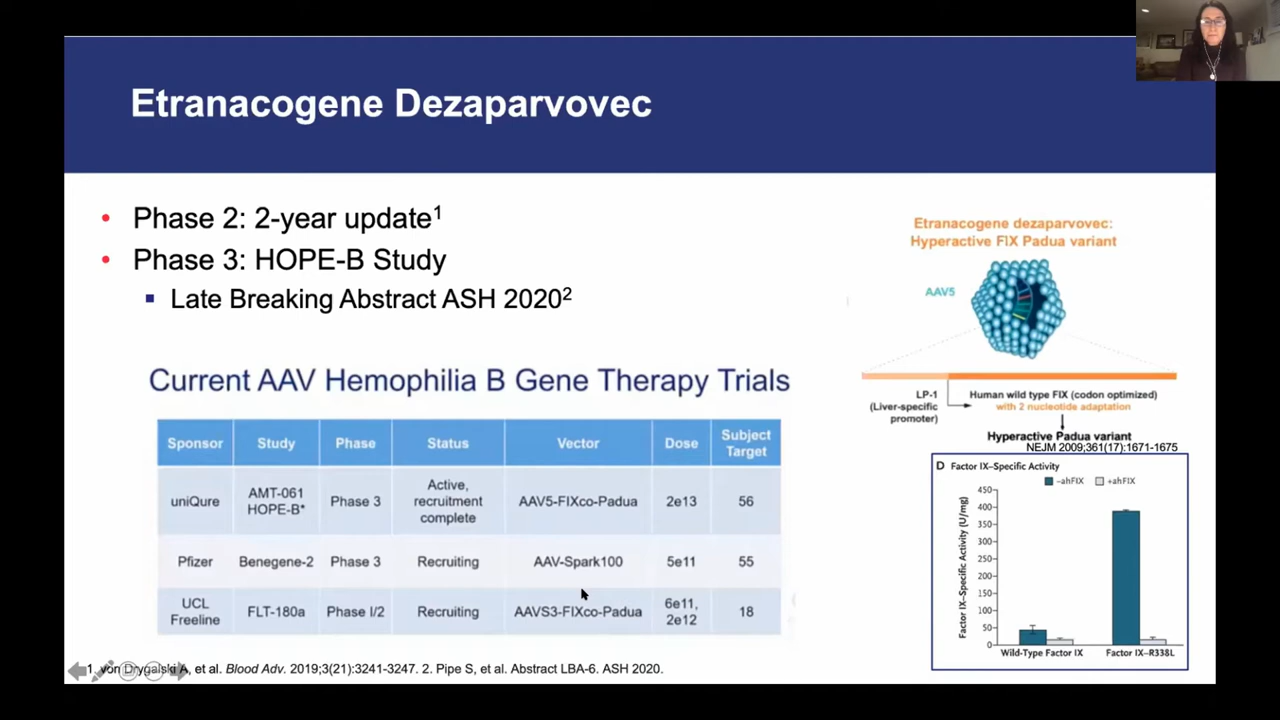 Etranacogene Dezaparvovec
• Phase 2: 2-year update1
• Phase 3: HOPE-B Study
▪ Late Breaking Abstract ASH 20202
Current AAV Hemophilia B Gene Therapy Trials
Sponsor Study Phase Status Vector Dose Subject Target
uniQure AMT-061 HOPE-B* Phase 3 Active, recruitment complete AAV5-FIXco-Padua 2e13 56
Pfizer Benegene-2 Phase 3 Recruiting AAV-Spark100 5e11 55
UCL Freeline FLT-180a Phase I/2 Recruiting AAVS3-FIXco-Padua 6e11, 2e12 18
Etranacogene dezaparvovec:
Hyperactive FIX Padua variant
AAV5
LP-1
(Liver-specific
promoter)
Human wild type FIX (codon optimized)
with 2 nucleotide adaptation
Hyperactive Padua variant
NEJM 2009;361(17):1671-1675
D Factor IX–Specific Activity
−ahFIX +ahFIX
Factor IX–Specific Activity (U/mg)
450
400
350
300
250
200
150
100
50
0
Wild-Type Factor IX Factor IX–R338L
1. von Drygalski A, et al. Blood Adv. 2019;3(21):3241-3247. 2. Pipe S, et al. Abstract LBA-6. ASH 2020.